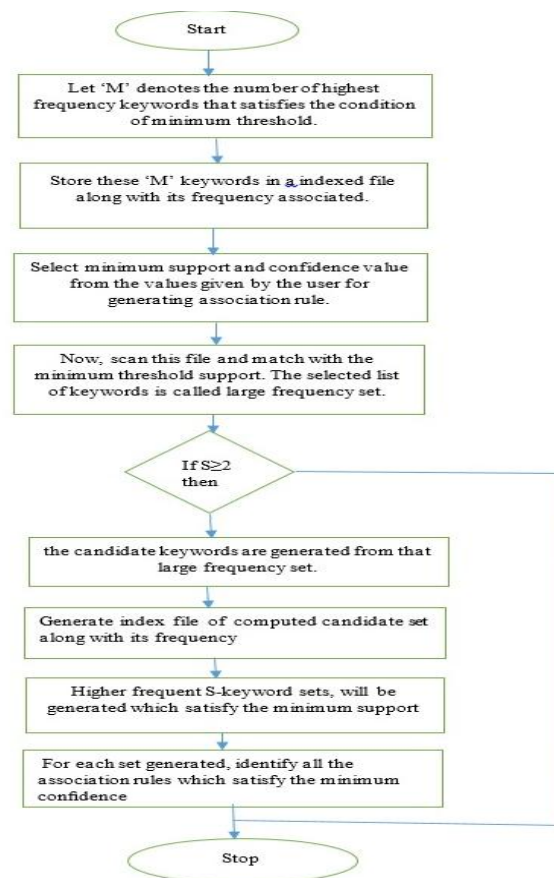 Start
Let ‘M’ denotes the number of highest
frequency keywords that satisfies the condition
of minimum threshold.
Store these ‘M’ keywords in a indexed file
along with its frequency associated.
Select minimum support and confidence value
from the values given by the user for
generating association rule.
Now, scan this file and match with the
minimum threshold support. The selected list
of keywords is called large frequency set.
If S≥2
then
the candidate keywords are generated from that
large frequency set.
Generate index file of computed candidate set
along with its frequency
Higher frequent S-keyword sets, will be
generated which satisfy the minimum support
For each set generated, identify all the
association rules which satisfy the minimum
confidence
Stop